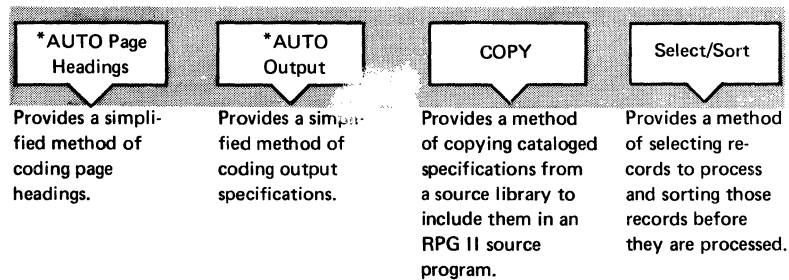 *AUTO Page
Headings
*AUTO
Output
COPY
Select/Sort
Provides a simpli-
fied method of
coding page
headings.
Provides a simpli-
fied method of
coding output
specifications.
Provides a method
of copying cataloged
specifications from
a source library to
include them in an
RPG II source
program.
Provides a method
of selecting re-
cords to process
and sorting those
records before
they are processed.